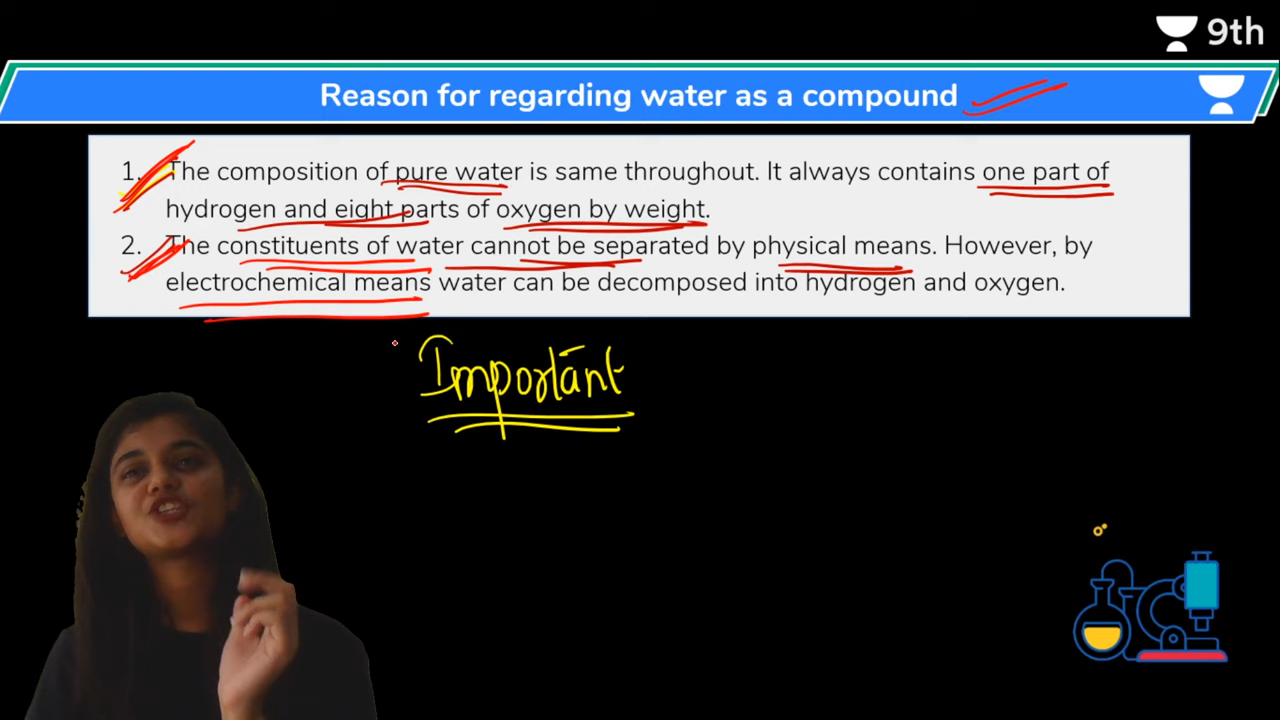 9th
Reason for regarding water as a compound
1. The composition of pure water is same throughout. It always contains one part of
hydrogen and eight parts of oxygen by weight.
2. The constituents of water cannot be separated by physical means. However, by
electrochemical means water can be decomposed into hydrogen and oxygen.
Important